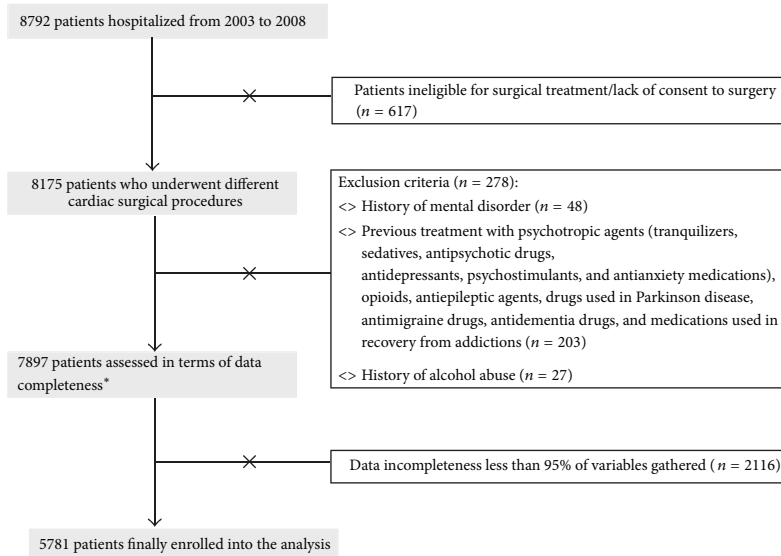 8792 patients hospitalized from 2003 to 2008
Patients ineligible for surgical treatment/lack of consent to surgery
(n = 617)
8175 patients who underwent different
cardiac surgical procedures
Exclusion criteria (n = 278):
<> History of mental disorder (n = 48)
<> Previous treatment with psychotropic agents (tranquilizers,
sedatives, antipsychotic drugs,
antidepressants, psychostimulants, and antianxiety medications),
opioids, antiepileptic agents, drugs used in Parkinson disease,
antimigraine drugs, antidementia drugs, and medications used in
recovery from addictions (n = 203)
<> History of alcohol abuse (n = 27)
7897 patients assessed in terms of data
completeness*
Data incompleteness less than 95% of variables gathered (n = 2116)
5781 patients finally enrolled into the analysis